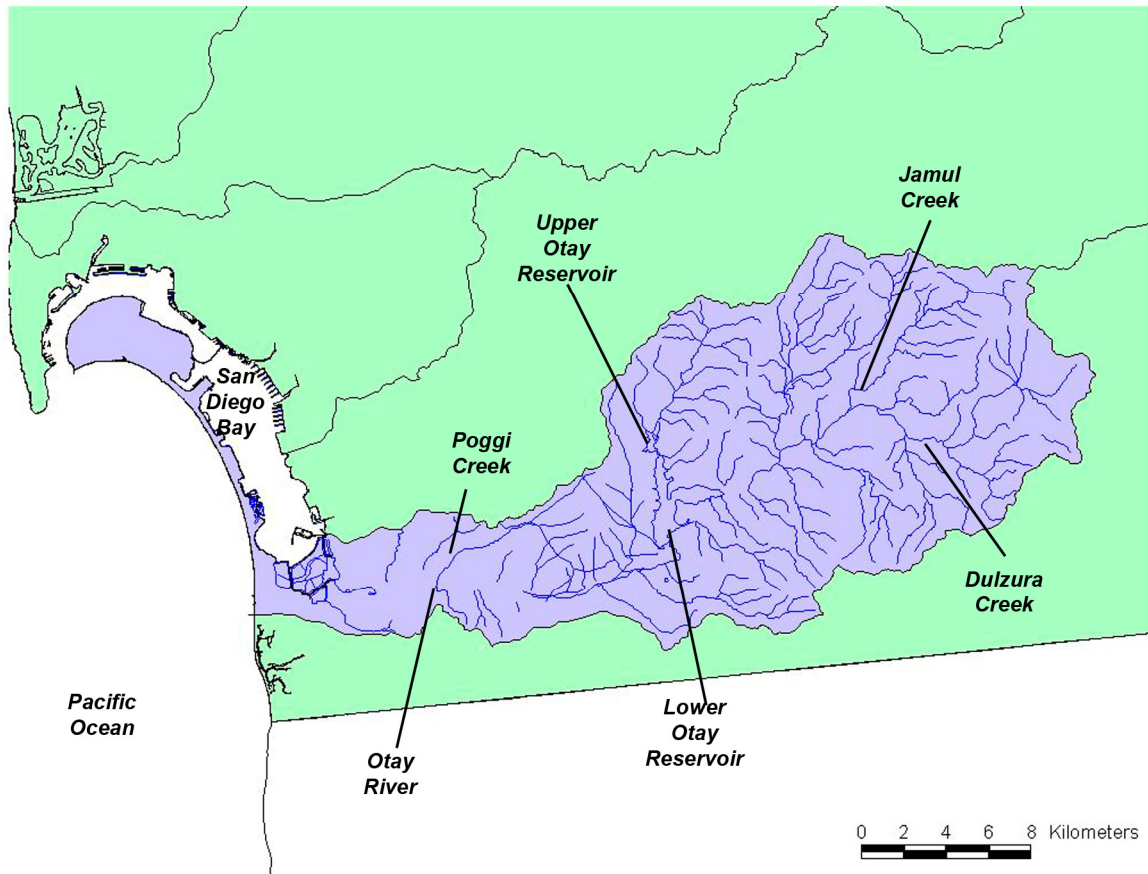 Jamul
Creek
Upper
Otay
Reservoir
San
Diego
Bay
Poggi
Creek
Dulzura
Creek
Pacific
Ocean
Lower
Otay
Reservoir
Otay
River
0 2 4 6 8 Kilometers